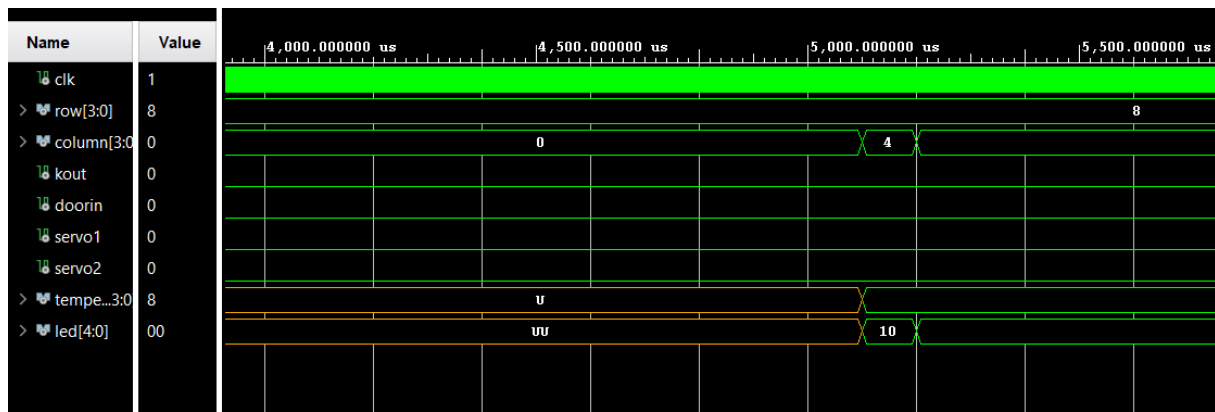 Name Value 4,000.000000 us 4,500.000000 us 5,000.000000 us 5,500.000000 us
clk 1
row[3:0] 8 8
column[3:0 0 0 4
kout 0
doorin 0
servo1 0
servo2 0
tempe...3:0 8 U
led[4:0] 00 UU 10